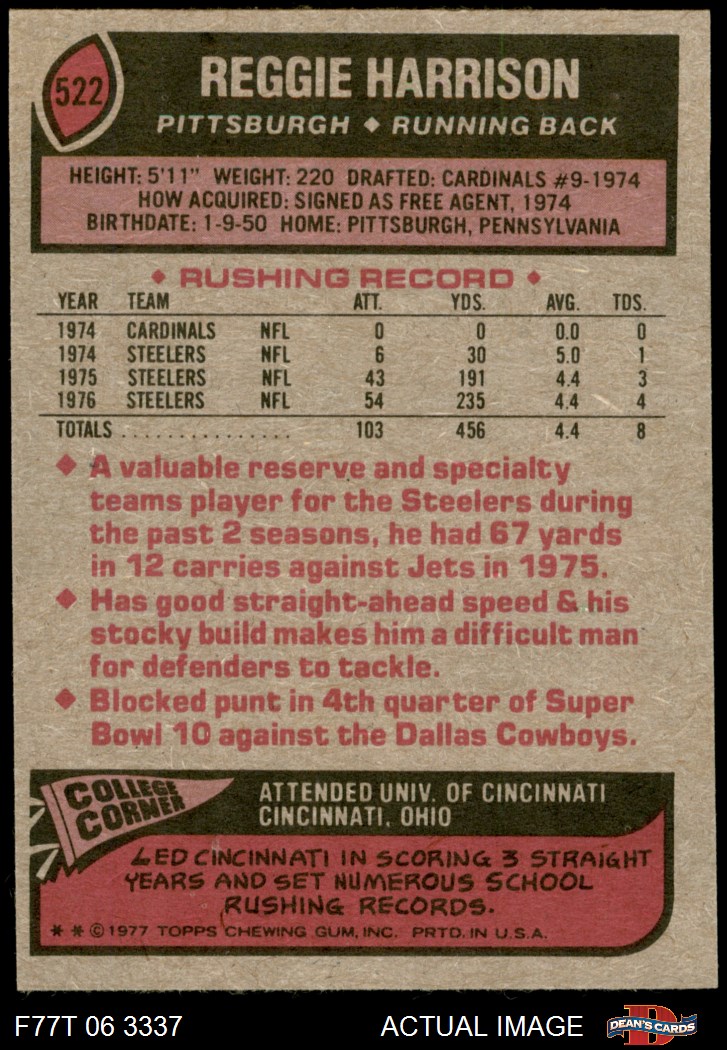 522
REGGIE HARRISON
PITTSBURGH ◆ RUNNING BACK
HEIGHT: 5'11" WEIGHT: 220 DRAFTED: CARDINALS #9-1974
HOW ACQUIRED: SIGNED AS FREE AGENT, 1974
BIRTHDATE: 1-9-50 HOME: PITTSBURGH, PENNSYLVANIA
◆ RUSHING RECORD ◆
YEAR TEAM ATT. YDS. AVG. TDS.
1974 CARDINALS NFL 0 0 0.0 0
1974 STEELERS NFL 6 30 5.0 1
1975 STEELERS NFL 43 191 4.4 3
1976 STEELERS NFL 54 235 4.4 4
TOTALS ................ 103 456 4.4 8
◆ A valuable reserve and specialty
teams player for the Steelers during
the past 2 seasons, he had 67 yards
in 12 carries against Jets in 1975.
◆ Has good straight-ahead speed & his
stocky build makes him a difficult man
for defenders to tackle.
◆ Blocked punt in 4th quarter of Super
Bowl 10 against the Dallas Cowboys.
COLLEGE
CORNER
ATTENDED UNIV. OF CINCINNATI
CINCINNATI, OHIO
LED CINCINNATI IN SCORING 3 STRAIGHT
YEARS AND SET NUMEROUS SCHOOL
RUSHING RECORDS.
* * © 1977 TOPPS CHEWING GUM, INC. PRTD. IN U.S.A.
F77T 06 3337 ACTUAL IMAGE
D
DEAN'S CARDS